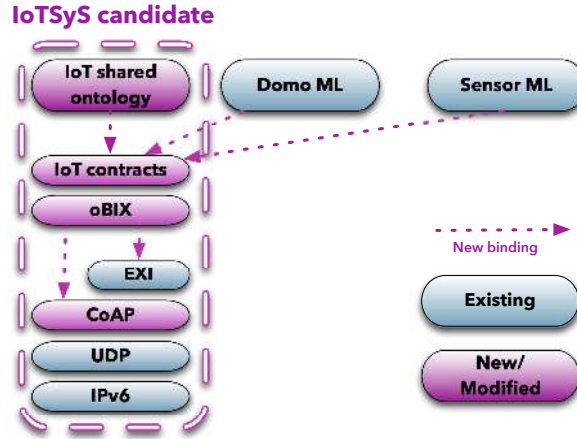 IoTSyS candidate
IoT shared
ontology
Domo ML
Sensor ML
IoT contracts
oBIX
New binding
EXI
Existing
CoAP
UDP
New/
Modified
IPv6